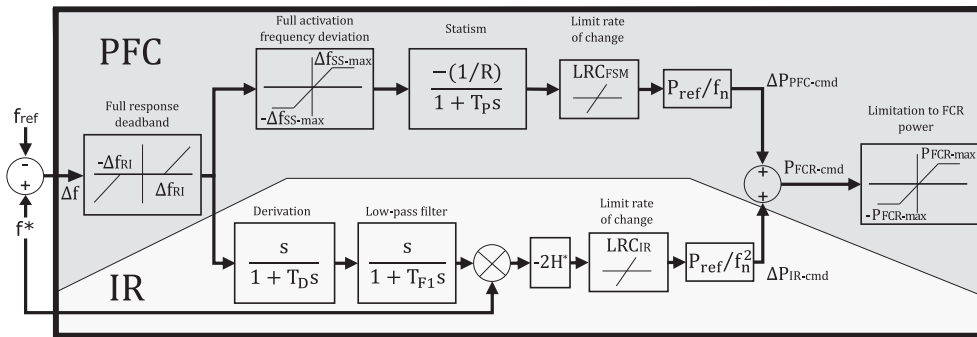 PFC
Full activation
frequency deviation
Δfss-max
-Δfss-max
Statism
-(1/R)
1 + TPs
Limit rate
of change
LRCFSM
Pref/fn
ΔPPFC-cmd
Full response
deadband
-ΔfRI
ΔfRI
fref
-
+
Δf
f*
Limitation to FCR
power
PFCR-max
-PFCR-max
+
+
PFCR-cmd
Derivation
s
1 + TDs
Low-pass filter
s
1 + TF1s
-2H*
Limit rate
of change
LRCIR
Pref/fn²
ΔPIR-cmd
IR